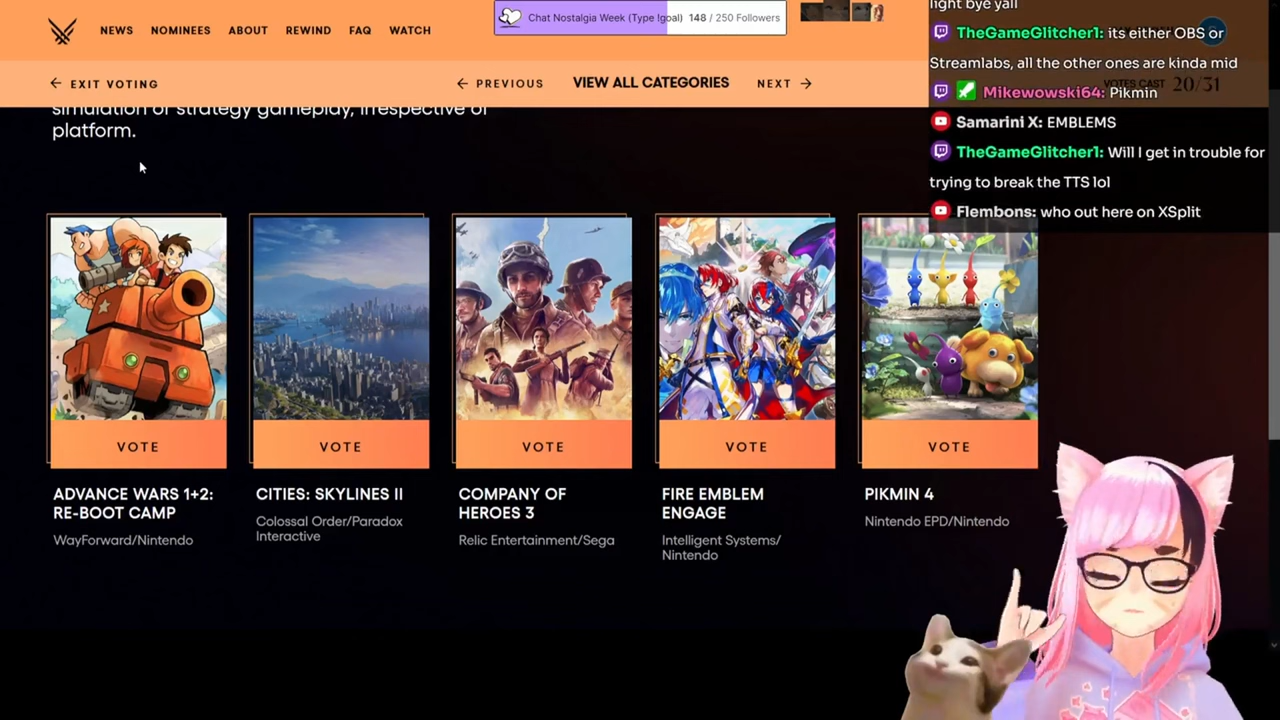 Chat Nostalgia Week (Type !goal) 148 / 250 Followers
NEWS NOMINEES ABOUT REWIND FAQ WATCH
EXIT VOTING
PREVIOUS VIEW ALL CATEGORIES NEXT
VOTES CAST 20/31
simulation or strategy gameplay, irrespective of
platform.
light bye yall
TheGameGlitcher1: its either OBS or
Streamlabs, all the other ones are kinda mid
Mikewowski64: Pikmin
Samarini X: EMBLEMS
TheGameGlitcher1: Will I get in trouble for
trying to break the TTS lol
Flembons: who out here on XSplit
VOTE
ADVANCE WARS 1+2:
RE-BOOT CAMP
WayForward/Nintendo
VOTE
CITIES: SKYLINES II
Colossal Order/Paradox
Interactive
VOTE
COMPANY OF
HEROES 3
Relic Entertainment/Sega
VOTE
FIRE EMBLEM
ENGAGE
Intelligent Systems/
Nintendo
VOTE
PIKMIN 4
Nintendo EPD/Nintendo